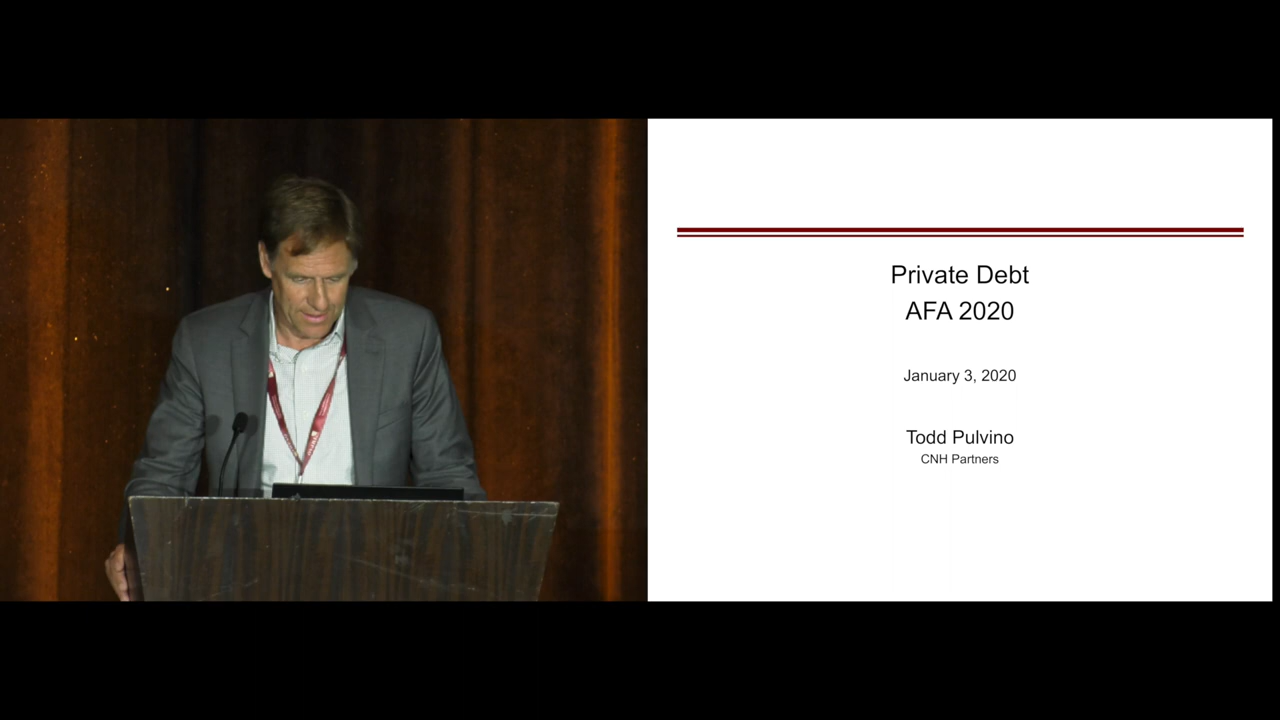 Private Debt
AFA 2020
January 3, 2020
Todd Pulvino
CNH Partners